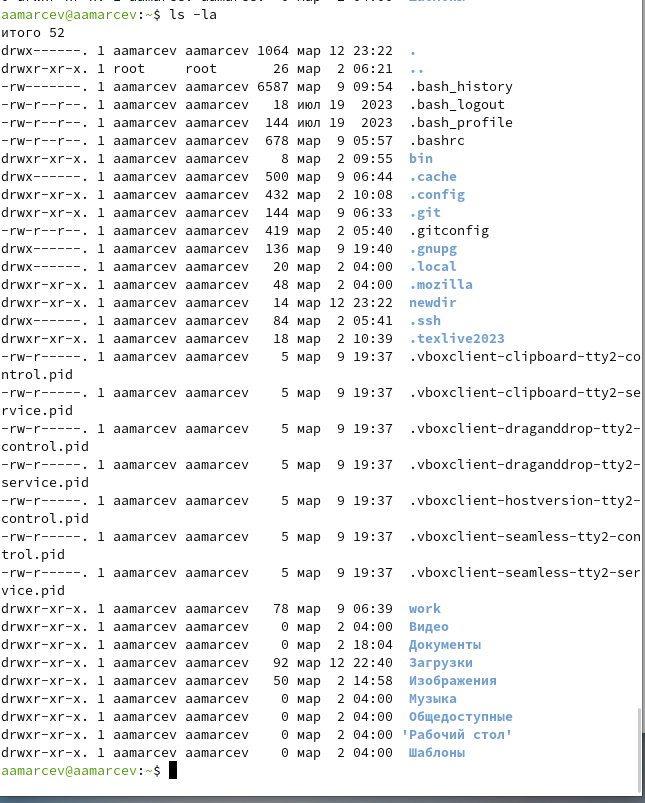 aamarcev@aamarcev:~$ ls -la
итого 52
drwx------. 1 aamarcev aamarcev 1064 мар 12 23:22  .
drwxr-xr-x. 1 root     root       26 мар  2 06:21  ..
-rw-------. 1 aamarcev aamarcev 6587 мар  9 09:54  .bash_history
-rw-r--r--. 1 aamarcev aamarcev   18 июл 19  2023  .bash_logout
-rw-r--r--. 1 aamarcev aamarcev  144 июл 19  2023  .bash_profile
-rw-r--r--. 1 aamarcev aamarcev  678 мар  9 05:57  .bashrc
drwxr-xr-x. 1 aamarcev aamarcev    8 мар  2 09:55  bin
drwx------. 1 aamarcev aamarcev  500 мар  9 06:44  .cache
drwxr-xr-x. 1 aamarcev aamarcev  432 мар  2 10:08  .config
drwxr-xr-x. 1 aamarcev aamarcev  144 мар  9 06:33  .git
-rw-r--r--. 1 aamarcev aamarcev  419 мар  2 05:40  .gitconfig
drwx------. 1 aamarcev aamarcev  136 мар  9 19:40  .gnupg
drwx------. 1 aamarcev aamarcev   20 мар  2 04:00  .local
drwxr-xr-x. 1 aamarcev aamarcev   48 мар  2 04:00  .mozilla
drwxr-xr-x. 1 aamarcev aamarcev   14 мар 12 23:22  newdir
drwx------. 1 aamarcev aamarcev   84 мар  2 05:41  .ssh
drwxr-xr-x. 1 aamarcev aamarcev   18 мар  2 10:39  .texlive2023
-rw-r-----. 1 aamarcev aamarcev    5 мар  9 19:37  .vboxclient-clipboard-tty2-co
ntrol.pid
-rw-r-----. 1 aamarcev aamarcev    5 мар  9 19:37  .vboxclient-clipboard-tty2-se
rvice.pid
-rw-r-----. 1 aamarcev aamarcev    5 мар  9 19:37  .vboxclient-draganddrop-tty2-
control.pid
-rw-r-----. 1 aamarcev aamarcev    5 мар  9 19:37  .vboxclient-draganddrop-tty2-
service.pid
-rw-r-----. 1 aamarcev aamarcev    5 мар  9 19:37  .vboxclient-hostversion-tty2-
control.pid
-rw-r-----. 1 aamarcev aamarcev    5 мар  9 19:37  .vboxclient-seamless-tty2-con
trol.pid
-rw-r-----. 1 aamarcev aamarcev    5 мар  9 19:37  .vboxclient-seamless-tty2-ser
vice.pid
drwxr-xr-x. 1 aamarcev aamarcev   78 мар  9 06:39  work
drwxr-xr-x. 1 aamarcev aamarcev    0 мар  2 04:00  Видео
drwxr-xr-x. 1 aamarcev aamarcev    0 мар  2 18:04  Документы
drwxr-xr-x. 1 aamarcev aamarcev   92 мар 12 22:40  Загрузки
drwxr-xr-x. 1 aamarcev aamarcev   50 мар  2 14:58  Изображения
drwxr-xr-x. 1 aamarcev aamarcev    0 мар  2 04:00  Музыка
drwxr-xr-x. 1 aamarcev aamarcev    0 мар  2 04:00  Общедоступные
drwxr-xr-x. 1 aamarcev aamarcev    0 мар  2 04:00 'Рабочий стол'
drwxr-xr-x. 1 aamarcev aamarcev    0 мар  2 04:00  Шаблоны
aamarcev@aamarcev:~$